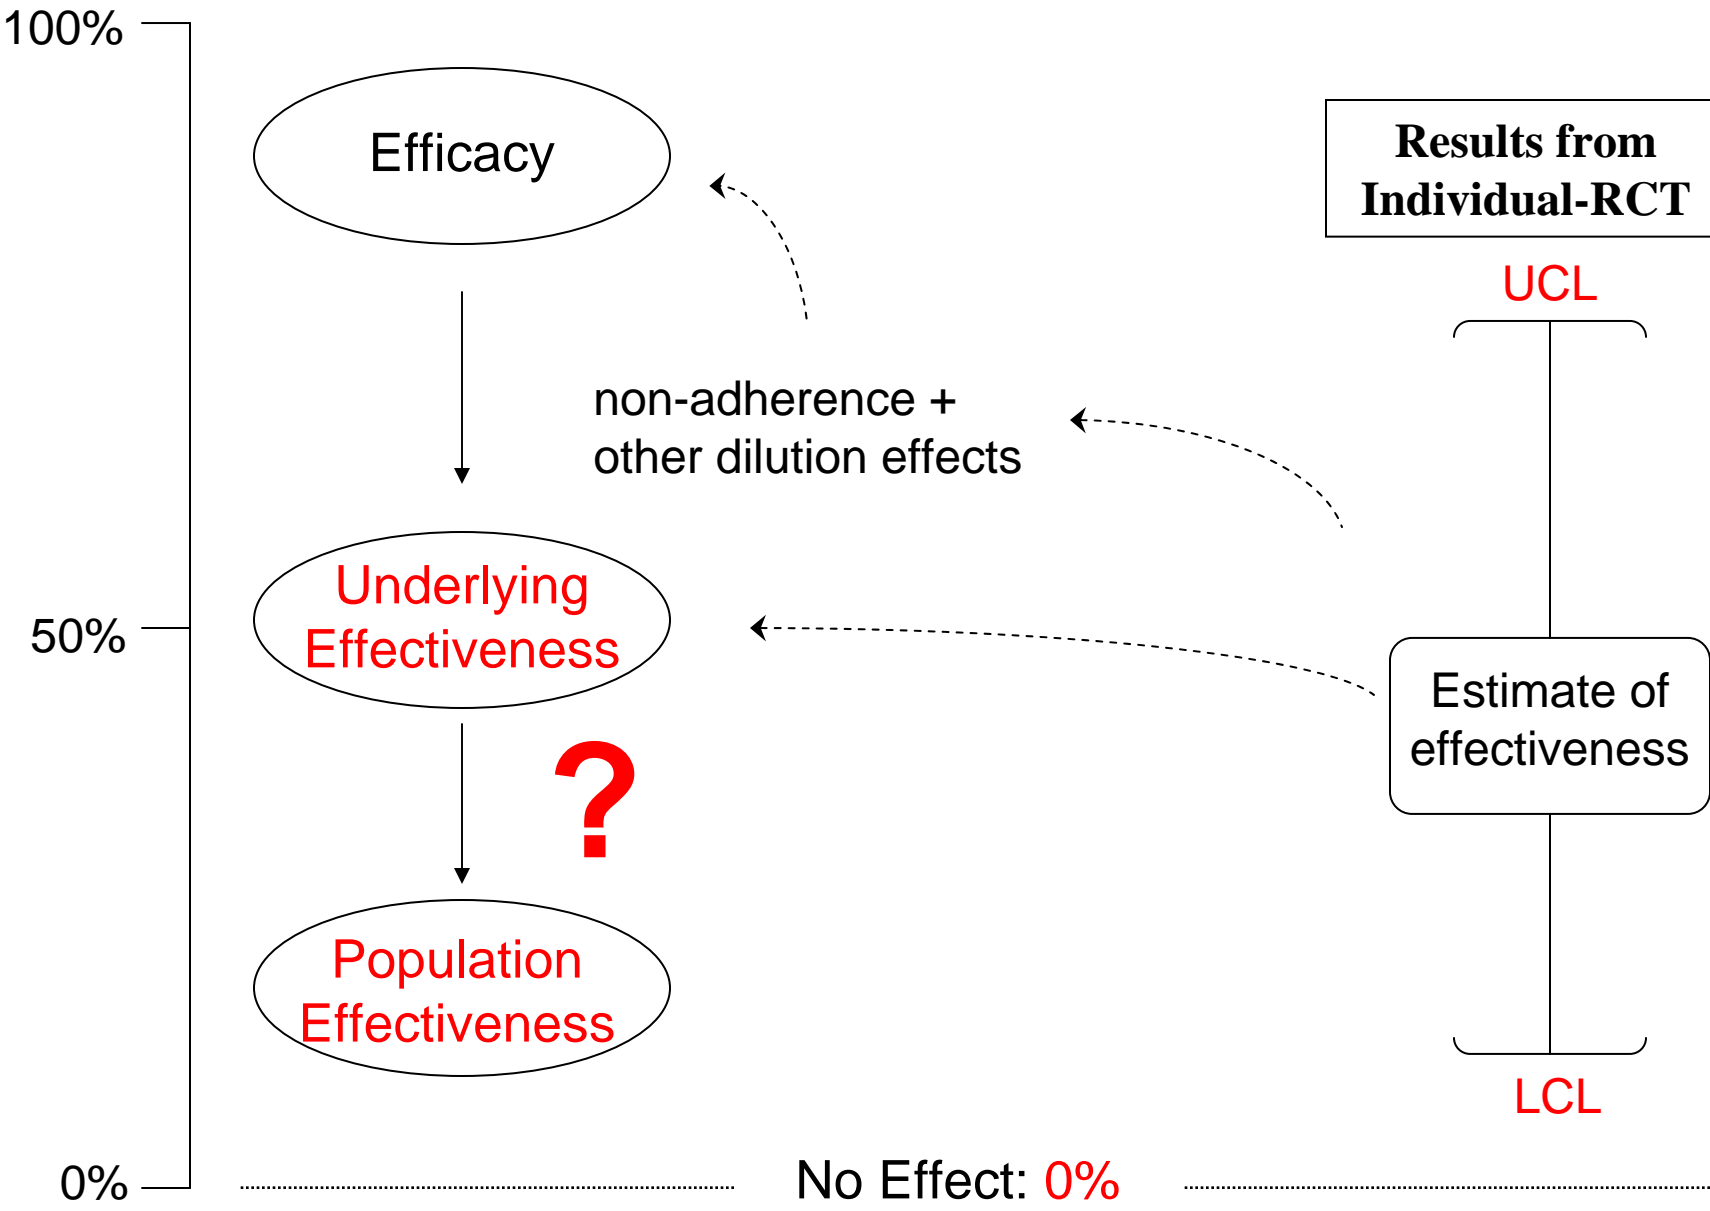 100%
Efficacy
Results from
Individual-RCT
UCL
non-adherence +
other dilution effects
Underlying
Effectiveness
50%
Estimate of
effectiveness
?
Population
Effectiveness
LCL
0%
No Effect: 0%